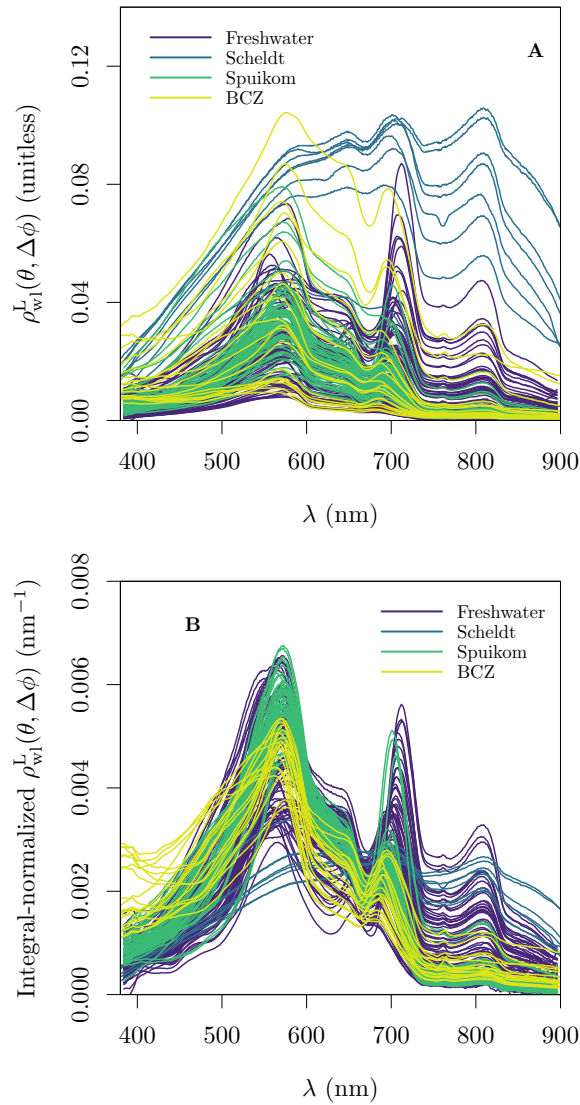 Freshwater
Scheldt
Spuikom
BCZ
A
0.12
0.08
0.04
0.00
ρ_wl^L(θ, Δϕ) (unitless)
400 500 600 700 800 900
λ (nm)
B
Freshwater
Scheldt
Spuikom
BCZ
0.008
0.006
0.004
0.002
0.000
Integral-normalized ρ_wl^L(θ, Δϕ) (nm⁻¹)
400 500 600 700 800 900
λ (nm)